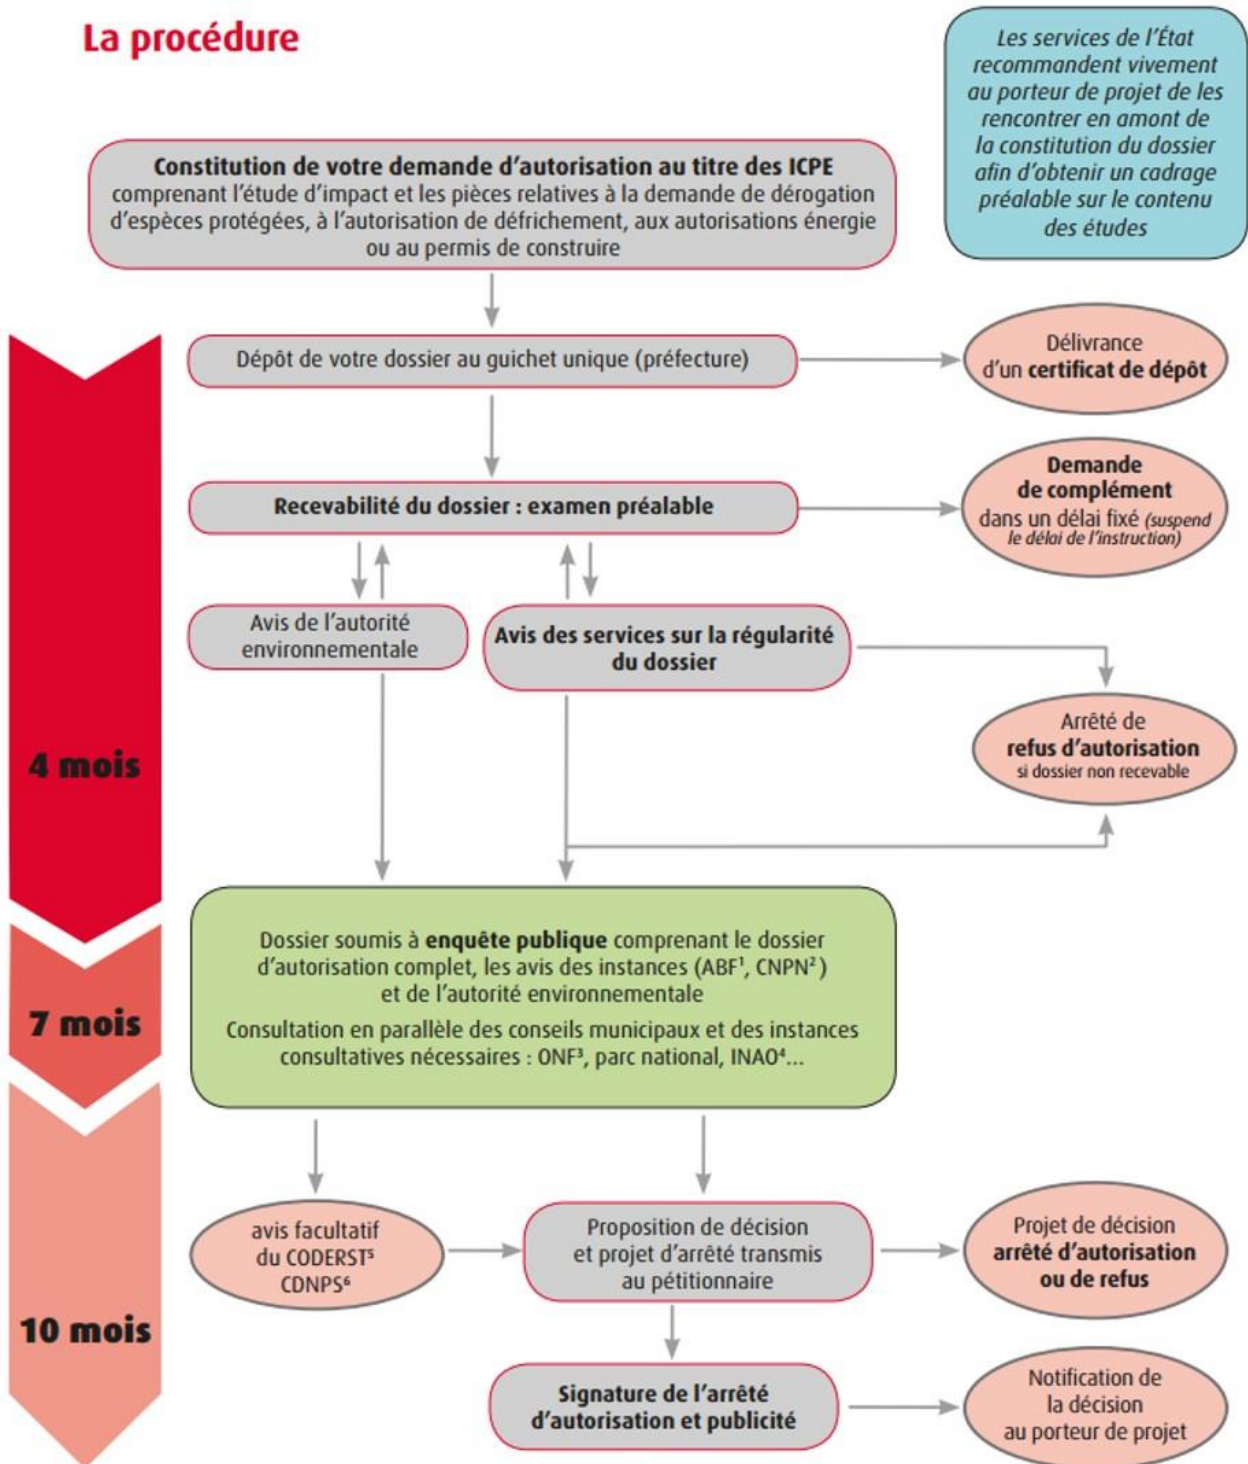 La procédure
Les services de l'État
recommandent vivement
au porteur de projet de les
rencontrer en amont de
la constitution du dossier
afin d'obtenir un cadrage
préalable sur le contenu
des études
Constitution de votre demande d'autorisation au titre des ICPE
comprenant l'étude d'impact et les pièces relatives à la demande de dérogation
d'espèces protégées, à l'autorisation de défrichement, aux autorisations énergie
ou au permis de construire
Dépôt de votre dossier au guichet unique (préfecture)
Délivrance
d'un certificat de dépôt
Recevabilité du dossier : examen préalable
Demande
de complément
dans un délai fixé (suspend
le délai de l'instruction)
Avis de l'autorité
environnementale
Avis des services sur la régularité
du dossier
Arrêté de
refus d'autorisation
si dossier non recevable
4 mois
Dossier soumis à enquête publique comprenant le dossier
d'autorisation complet, les avis des instances (ABF¹, CNPN²)
et de l'autorité environnementale
Consultation en parallèle des conseils municipaux et des instances
consultatives nécessaires : ONF³, parc national, INAO⁴...
7 mois
avis facultatif
du CODERST⁵
CDNPS⁶
Proposition de décision
et projet d'arrêté transmis
au pétitionnaire
Projet de décision
arrêté d'autorisation
ou de refus
10 mois
Signature de l'arrêté
d'autorisation et publicité
Notification de
la décision
au porteur de projet